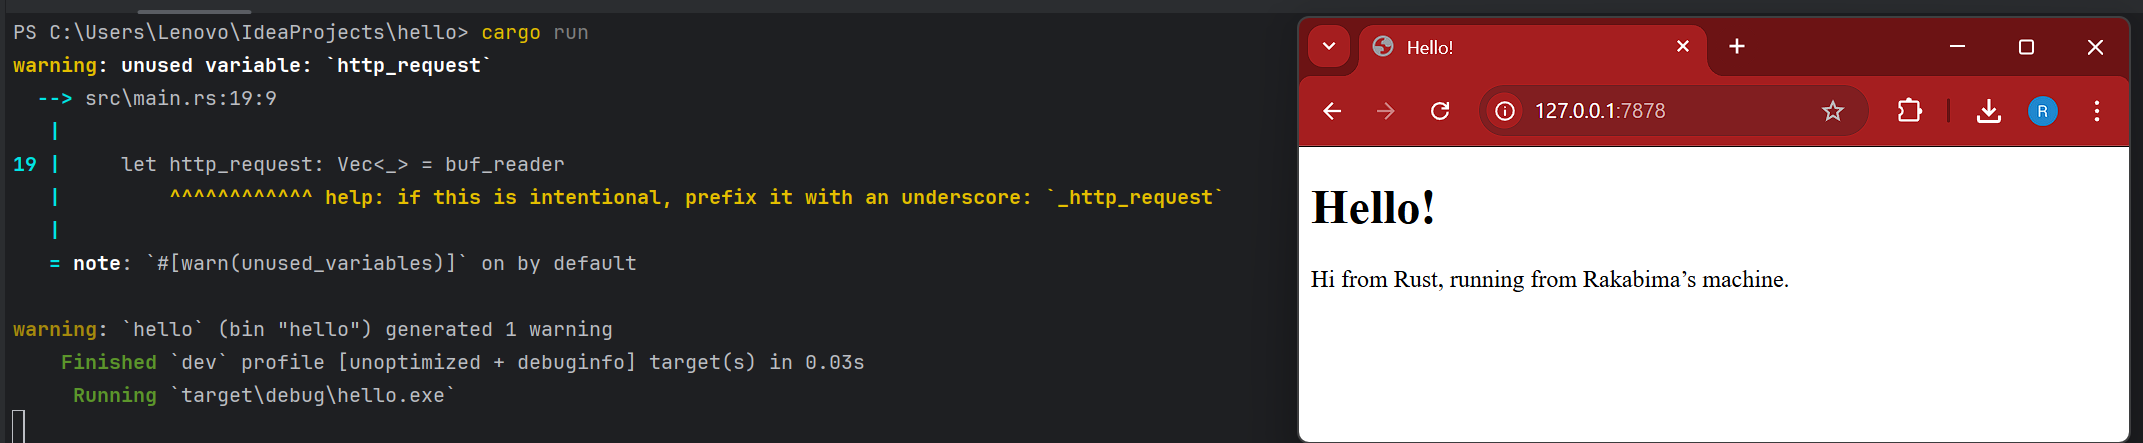 PS C:\Users\Lenovo\IdeaProjects\hello> cargo run
warning: unused variable: `http_request`
  --> src\main.rs:19:9
   |
19 |     let http_request: Vec<_> = buf_reader
   |         ^^^^^^^^^^^^ help: if this is intentional, prefix it with an underscore: `_http_request`
   |
   = note: `#[warn(unused_variables)]` on by default
warning: `hello` (bin "hello") generated 1 warning
    Finished `dev` profile [unoptimized + debuginfo] target(s) in 0.03s
     Running `target\debug\hello.exe`
Hello!
127.0.0.1:7878
R
Hello!
Hi from Rust, running from Rakabima’s machine.